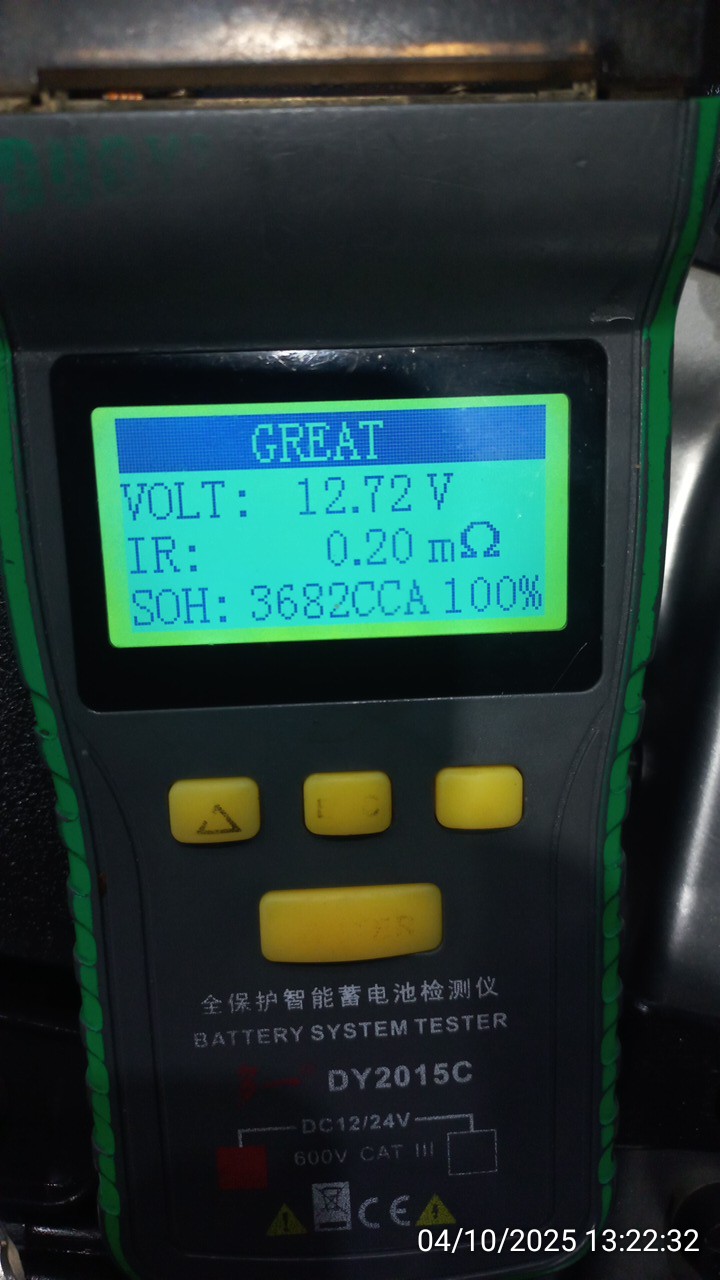 GREAT
VOLT: 12.72 V
IR: 0.20 mΩ
SOH: 3682CCA 100%
全保护智能蓄电池检测仪
BATTERY SYSTEM TESTER
DY2015C
DC12/24V
600V CAT III
CE
04/10/2025 13:22:32